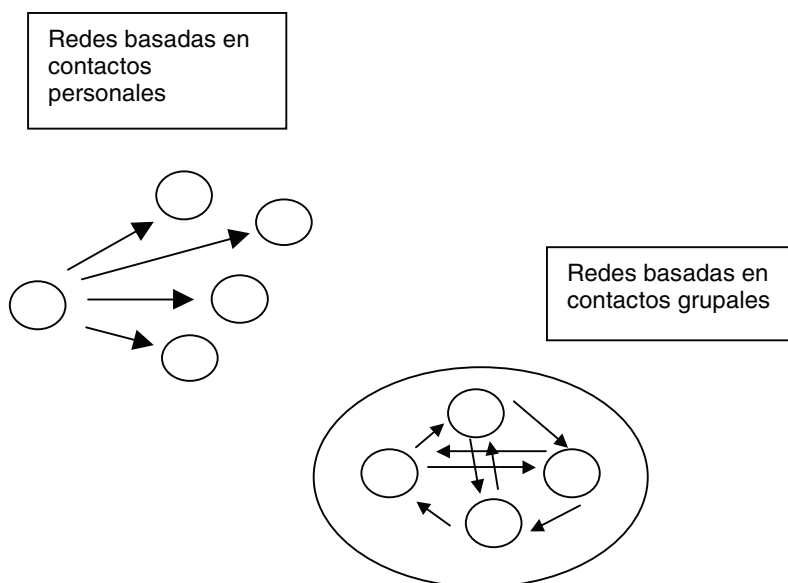 Redes basadas en
contactos
personales
Redes basadas en
contactos grupales